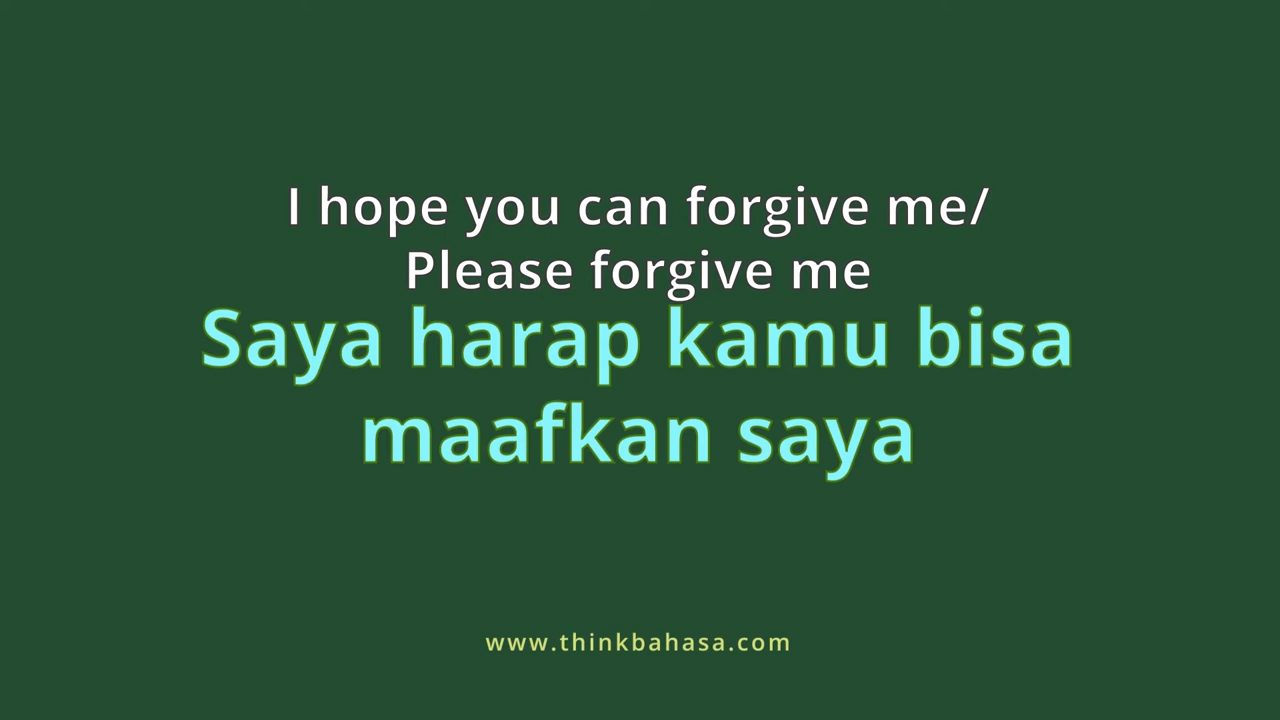 I hope you can forgive me/
Please forgive me
Saya harap kamu bisa
maafkan saya
www.thinkbahasa.com